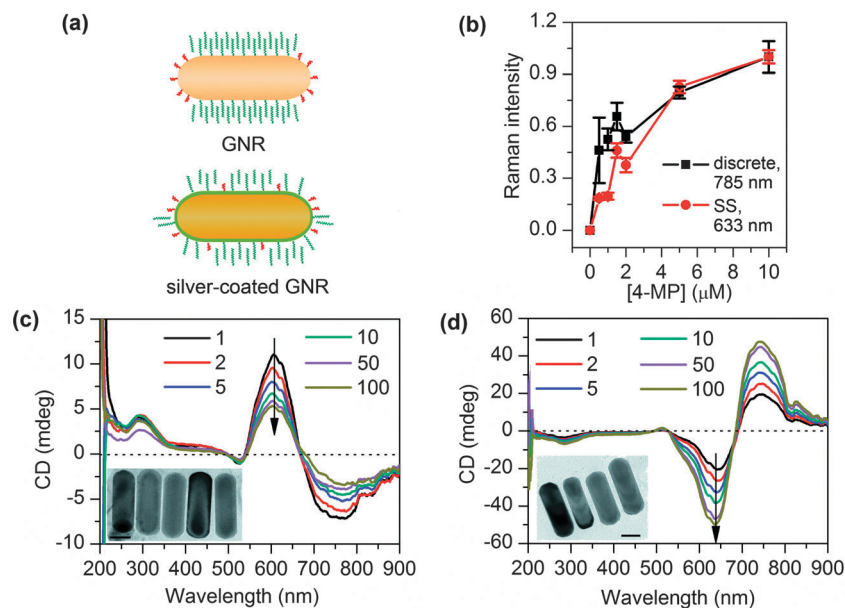 (a)
GNR
silver-coated GNR
(b)
Raman intensity
1.2
0.9
0.6
0.3
0.0
discrete,
785 nm
SS,
633 nm
0 2 4 6 8 10
[4-MP] (μM)
(c)
CD (mdeg)
15
10
5
0
-5
-10
1 10
2 50
5 100
200 300 400 500 600 700 800 900
Wavelength (nm)
(d)
CD (mdeg)
60
40
20
0
-20
-40
-60
1 10
2 50
5 100
200 300 400 500 600 700 800 900
Wavelength (nm)